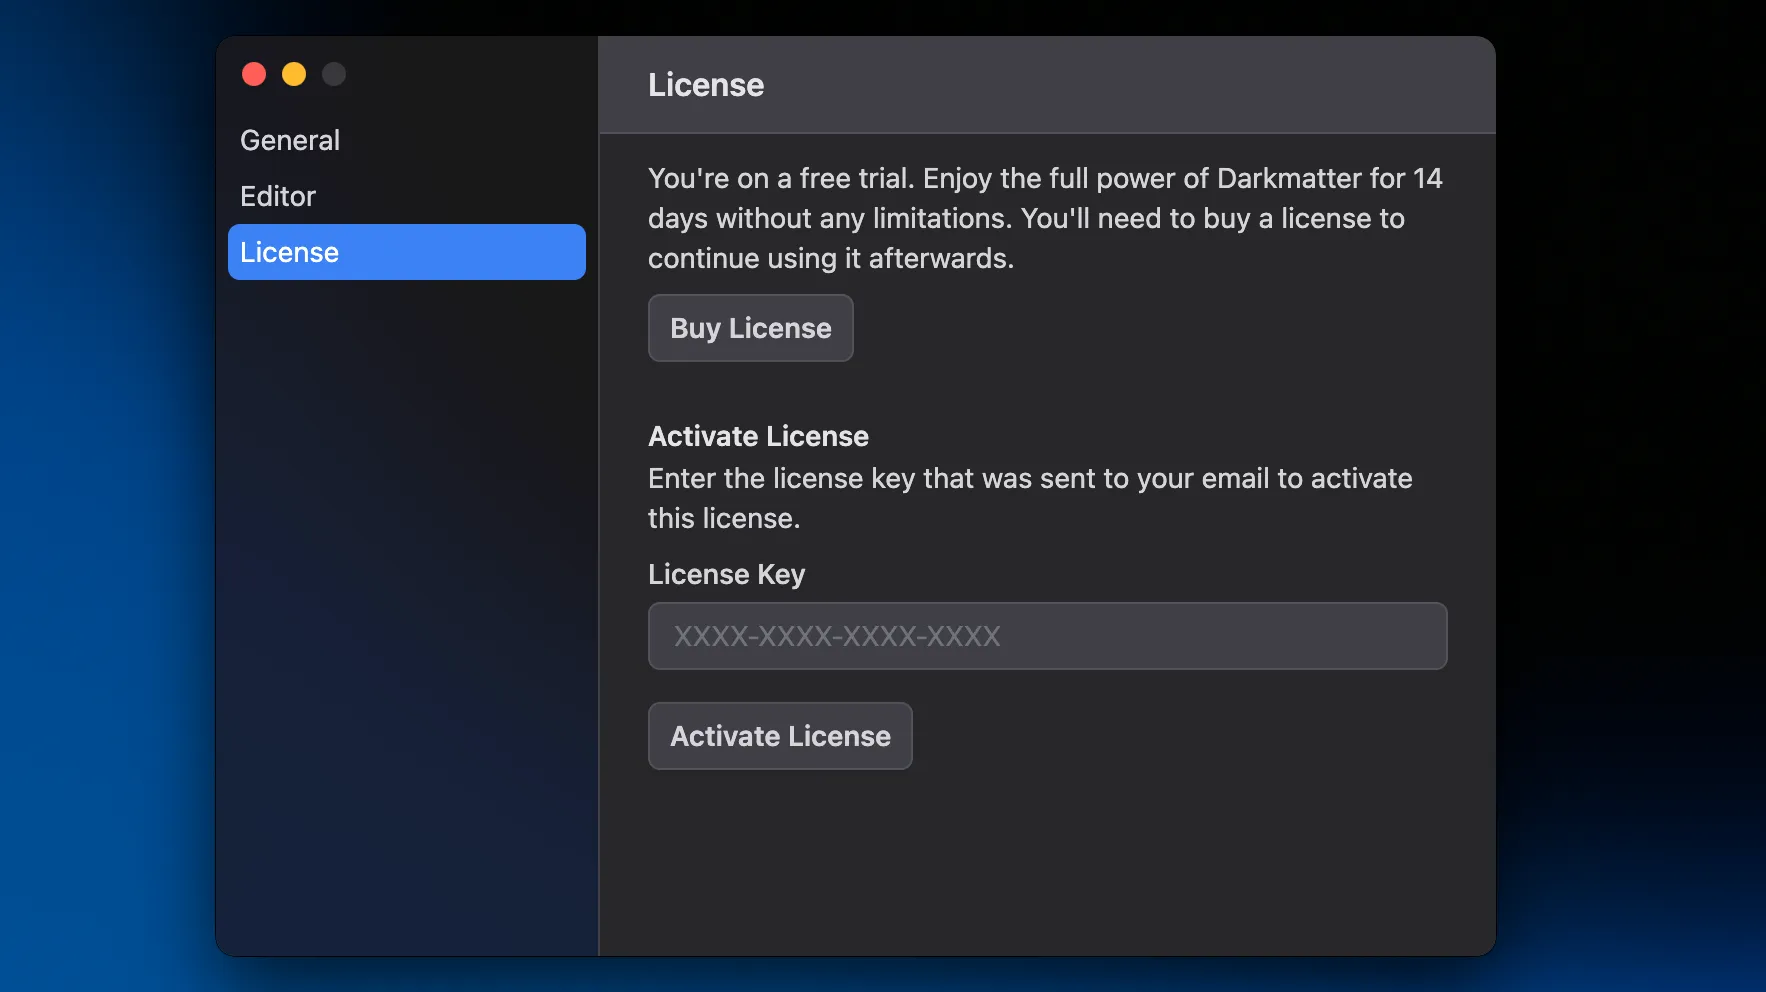 General
Editor
License
License
You're on a free trial. Enjoy the full power of Darkmatter for 14
days without any limitations. You'll need to buy a license to
continue using it afterwards.
Buy License
Activate License
Enter the license key that was sent to your email to activate
this license.
License Key
XXXX-XXXX-XXXX-XXXX
Activate License